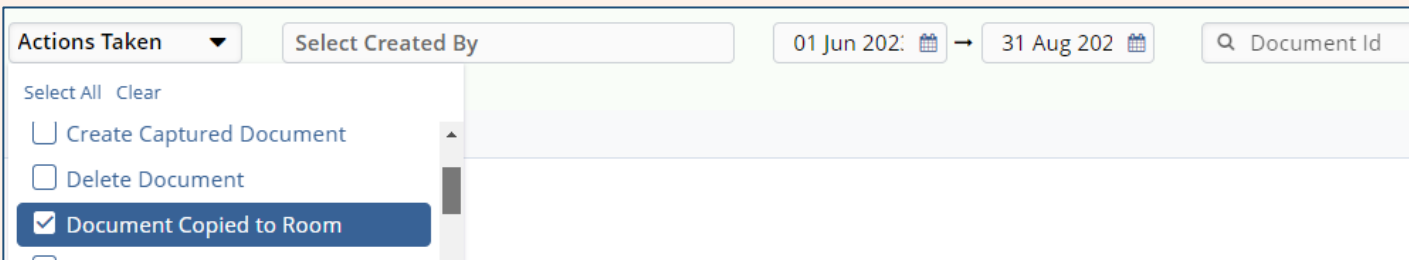 Actions Taken
Select Created By
01 Jun 202
→
31 Aug 202
Document Id
Select All Clear
Create Captured Document
Delete Document
Document Copied to Room